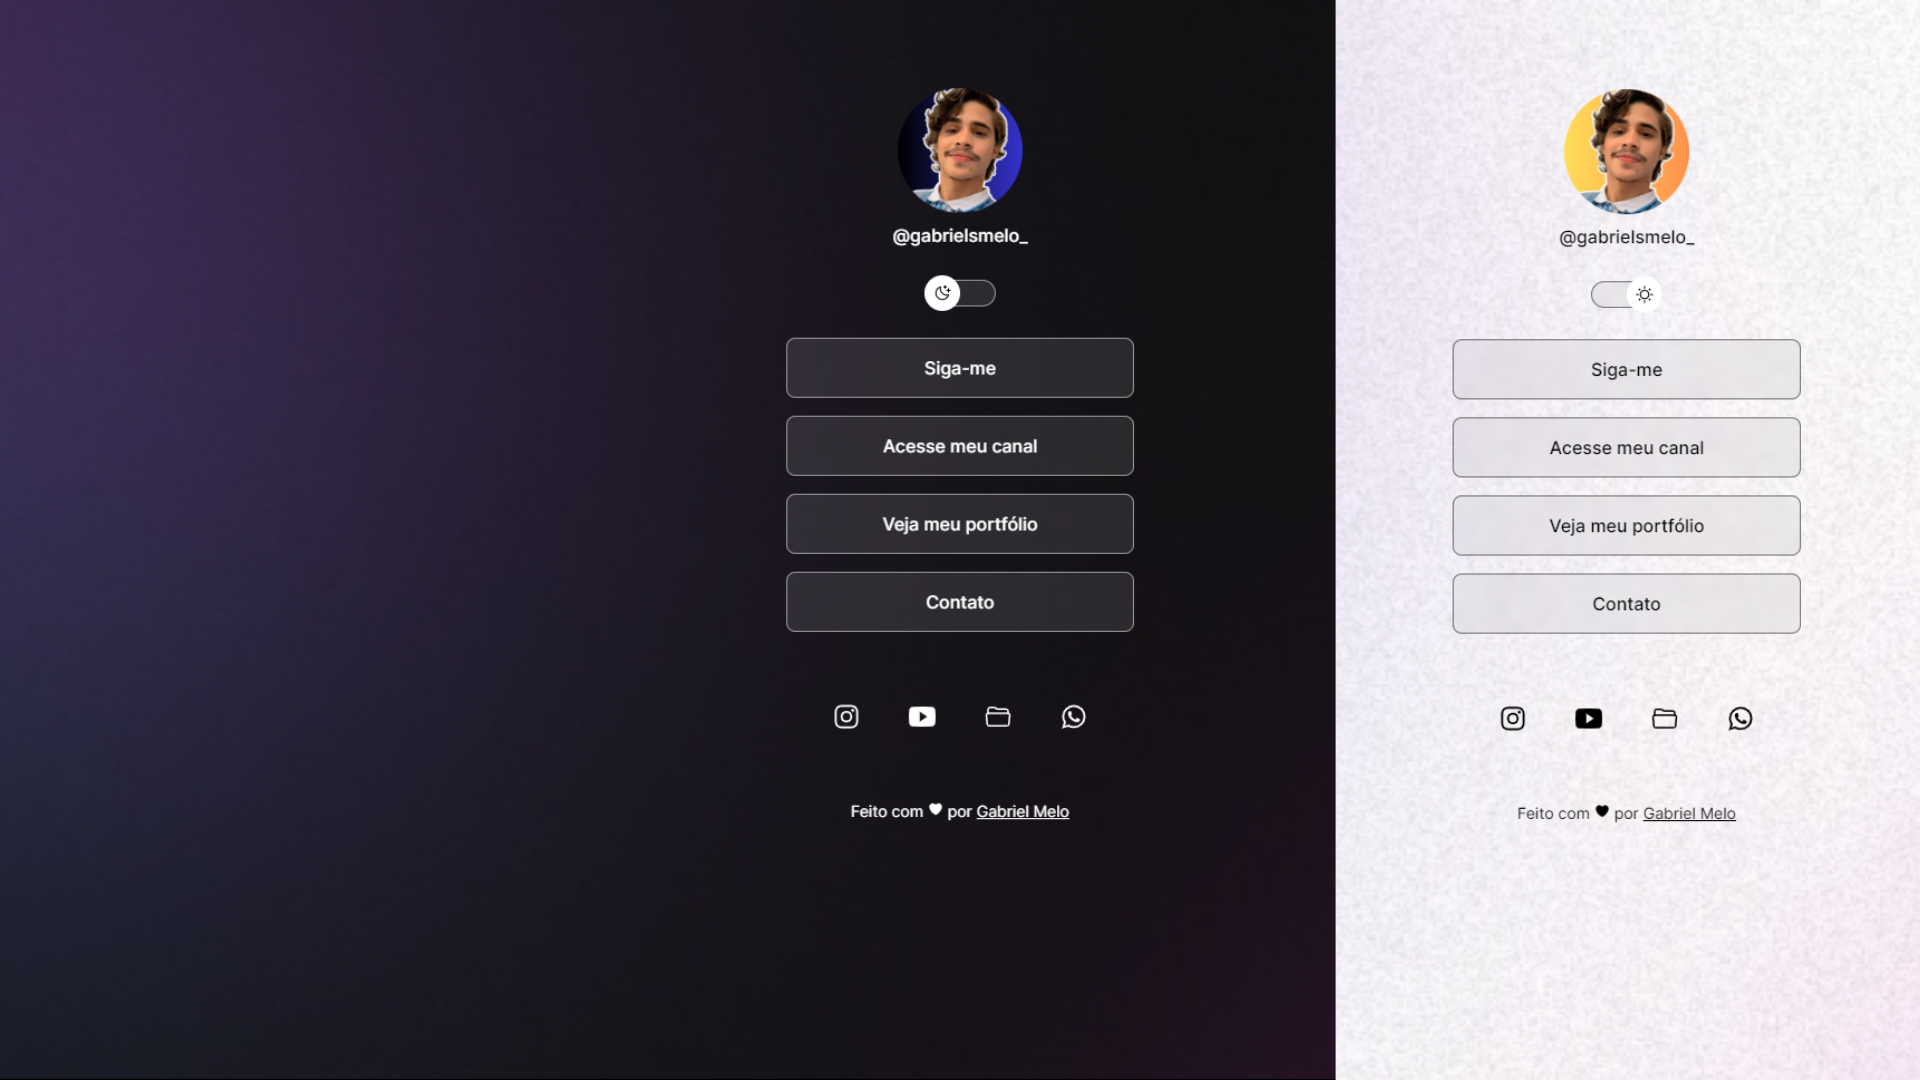 @gabrielsmelo_
Siga-me
Acesse meu canal
Veja meu portfólio
Contato
Feito com ♥ por Gabriel Melo
@gabrielsmelo_
Siga-me
Acesse meu canal
Veja meu portfólio
Contato
Feito com ♥ por Gabriel Melo